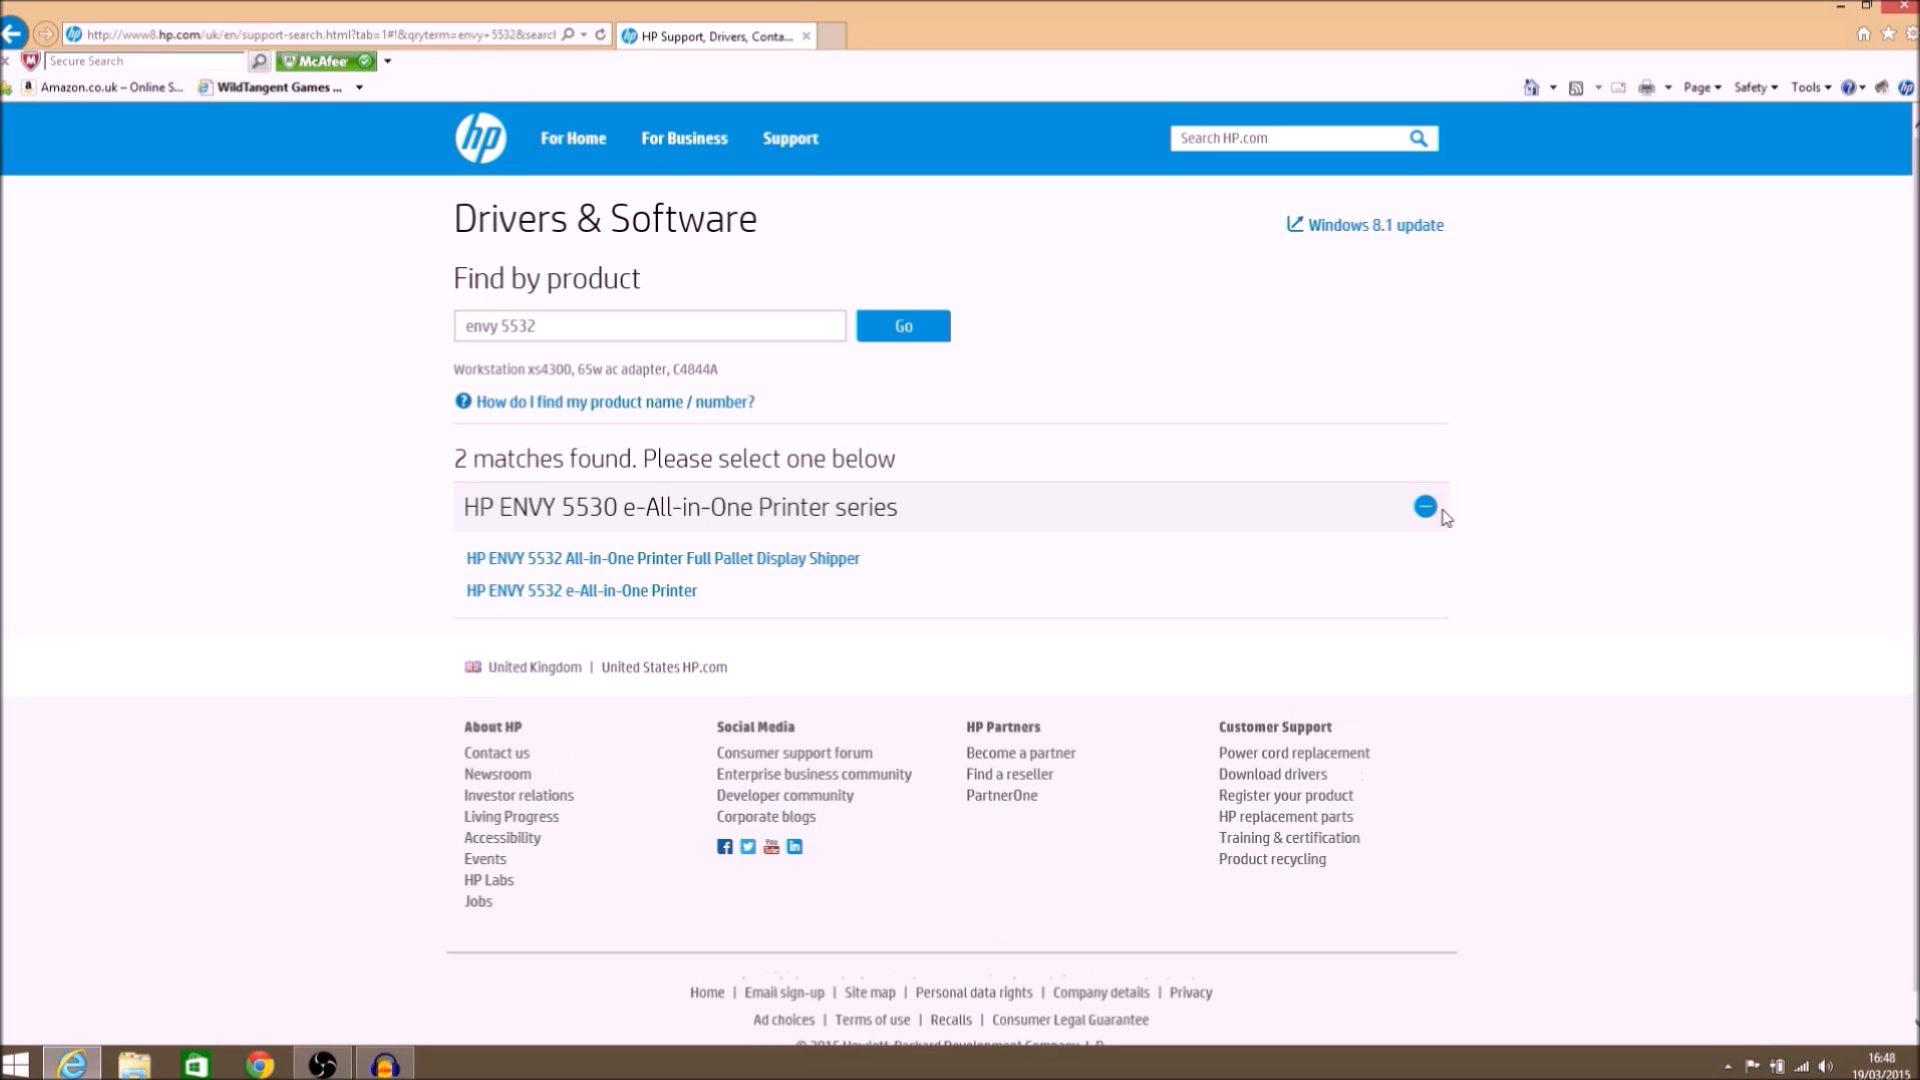 http://www8.hp.com/uk/en/support-search.html?tab=1#!&qryterm=envy+5532&searcl
HP Support, Drivers, Conta...
Secure Search
McAfee
Amazon.co.uk – Online S...
WildTangent Games ...
Page
Safety
Tools
hp
For Home
For Business
Support
Search HP.com
Drivers & Software
Windows 8.1 update
Find by product
envy 5532
Go
Workstation xs4300, 65w ac adapter, C4844A
How do I find my product name / number?
2 matches found. Please select one below
HP ENVY 5530 e-All-in-One Printer series
HP ENVY 5532 All-in-One Printer Full Pallet Display Shipper
HP ENVY 5532 e-All-in-One Printer
United Kingdom | United States HP.com
About HP
Contact us
Newsroom
Investor relations
Living Progress
Accessibility
Events
HP Labs
Jobs
Social Media
Consumer support forum
Enterprise business community
Developer community
Corporate blogs
HP Partners
Become a partner
Find a reseller
PartnerOne
Customer Support
Power cord replacement
Download drivers
Register your product
HP replacement parts
Training & certification
Product recycling
Home | Email sign-up | Site map | Personal data rights | Company details | Privacy
Ad choices | Terms of use | Recalls | Consumer Legal Guarantee
© 2015 Hewlett-Packard Development Company, L.P.
16:48
19/03/2015